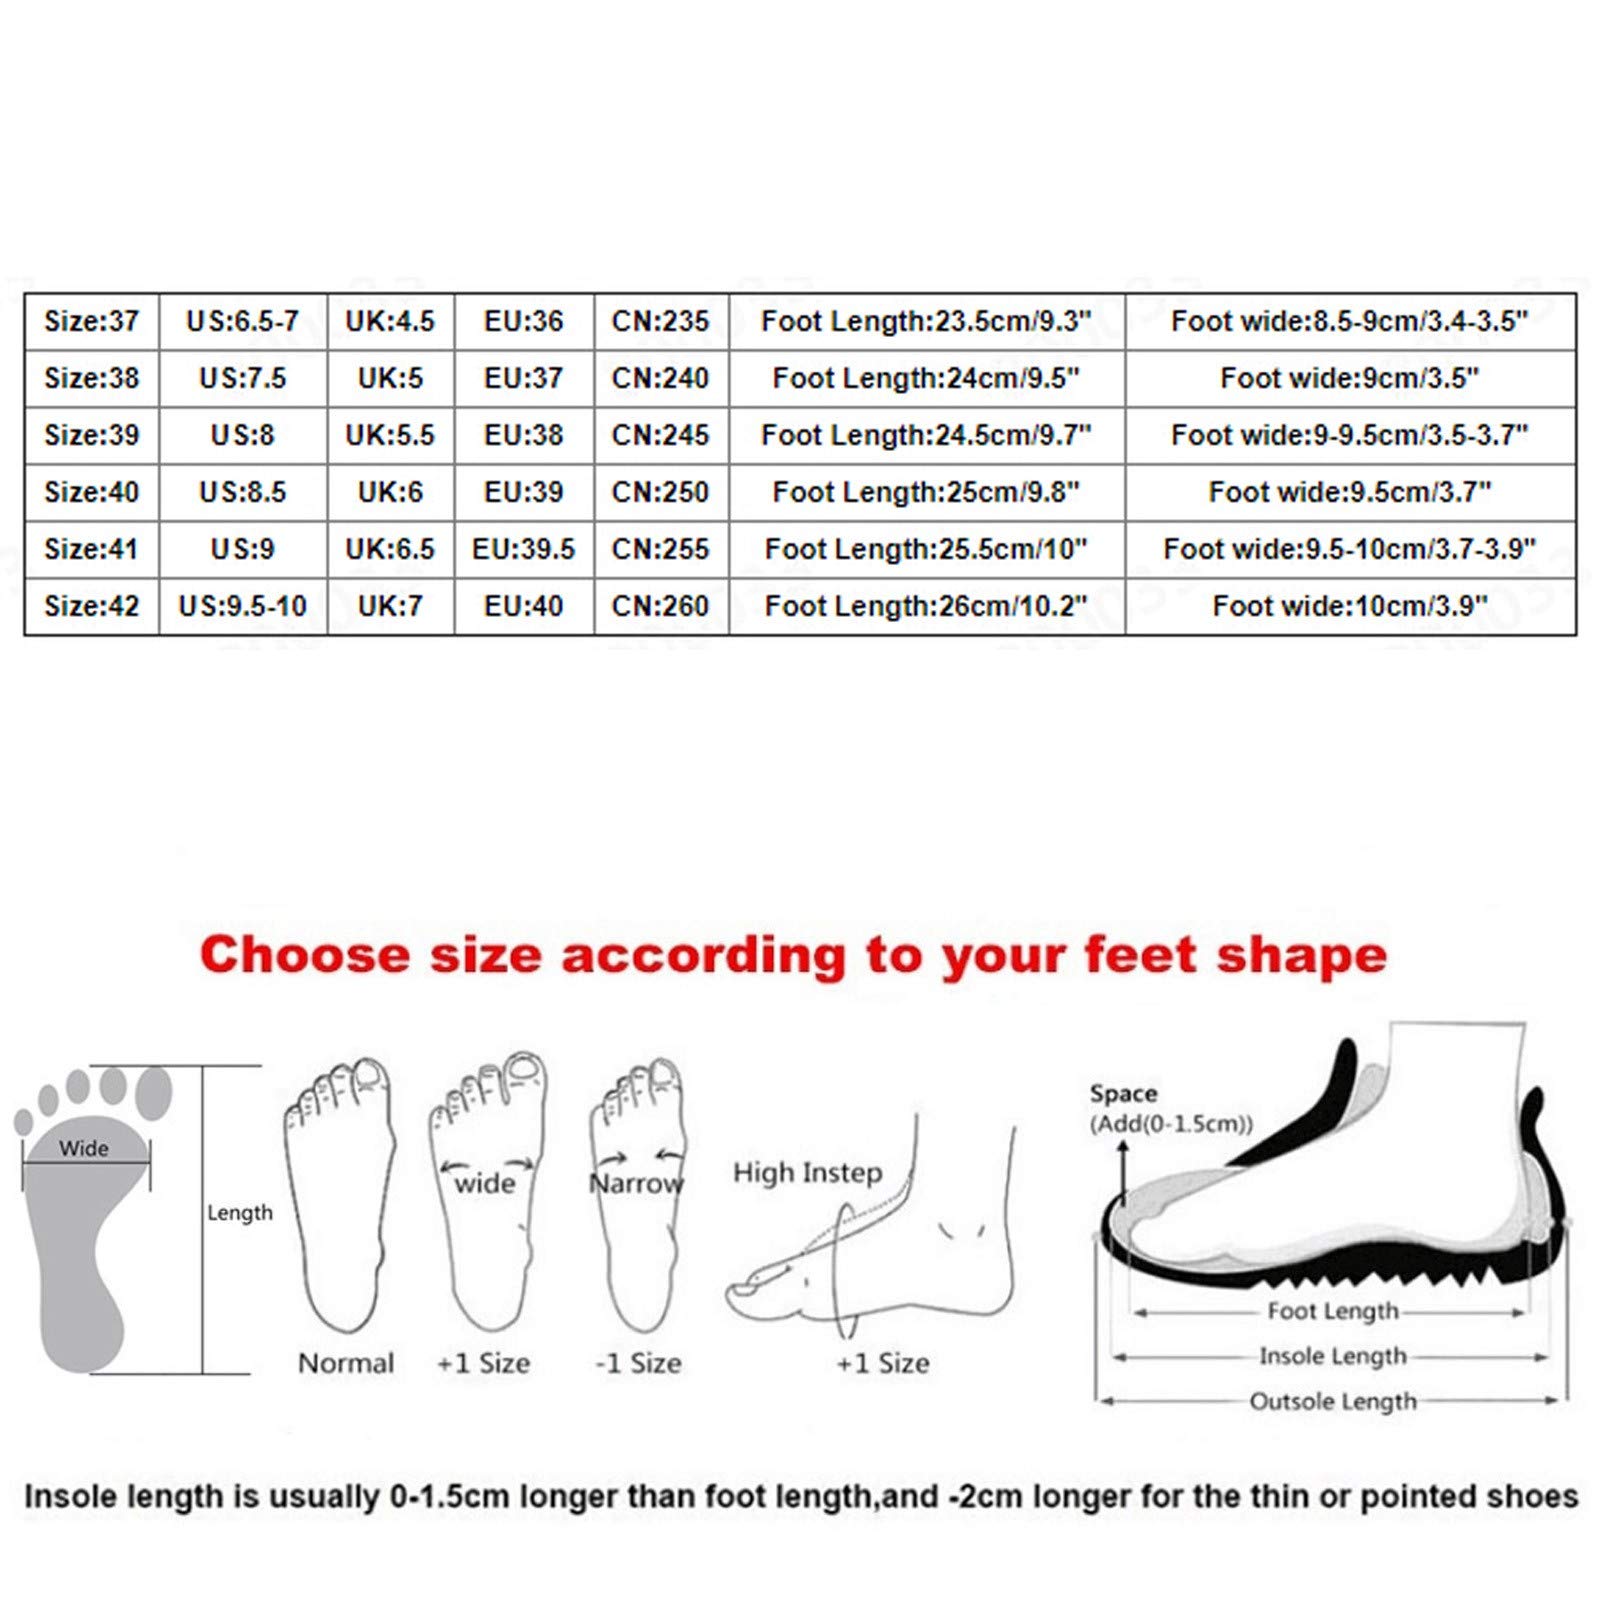 Size:37 US:6.5-7 UK:4.5 EU:36 CN:235 Foot Length:23.5cm/9.3" Foot wide:8.5-9cm/3.4-3.5"
Size:38 US:7.5 UK:5 EU:37 CN:240 Foot Length:24cm/9.5" Foot wide:9cm/3.5"
Size:39 US:8 UK:5.5 EU:38 CN:245 Foot Length:24.5cm/9.7" Foot wide:9-9.5cm/3.5-3.7"
Size:40 US:8.5 UK:6 EU:39 CN:250 Foot Length:25cm/9.8" Foot wide:9.5cm/3.7"
Size:41 US:9 UK:6.5 EU:39.5 CN:255 Foot Length:25.5cm/10" Foot wide:9.5-10cm/3.7-3.9"
Size:42 US:9.5-10 UK:7 EU:40 CN:260 Foot Length:26cm/10.2" Foot wide:10cm/3.9"
Choose size according to your feet shape
Wide
Length
Normal
wide
+1 Size
Narrow
-1 Size
High Instep
+1 Size
Space
(Add(0-1.5cm))
Foot Length
Insole Length
Outsole Length
Insole length is usually 0-1.5cm longer than foot length,and -2cm longer for the thin or pointed shoes